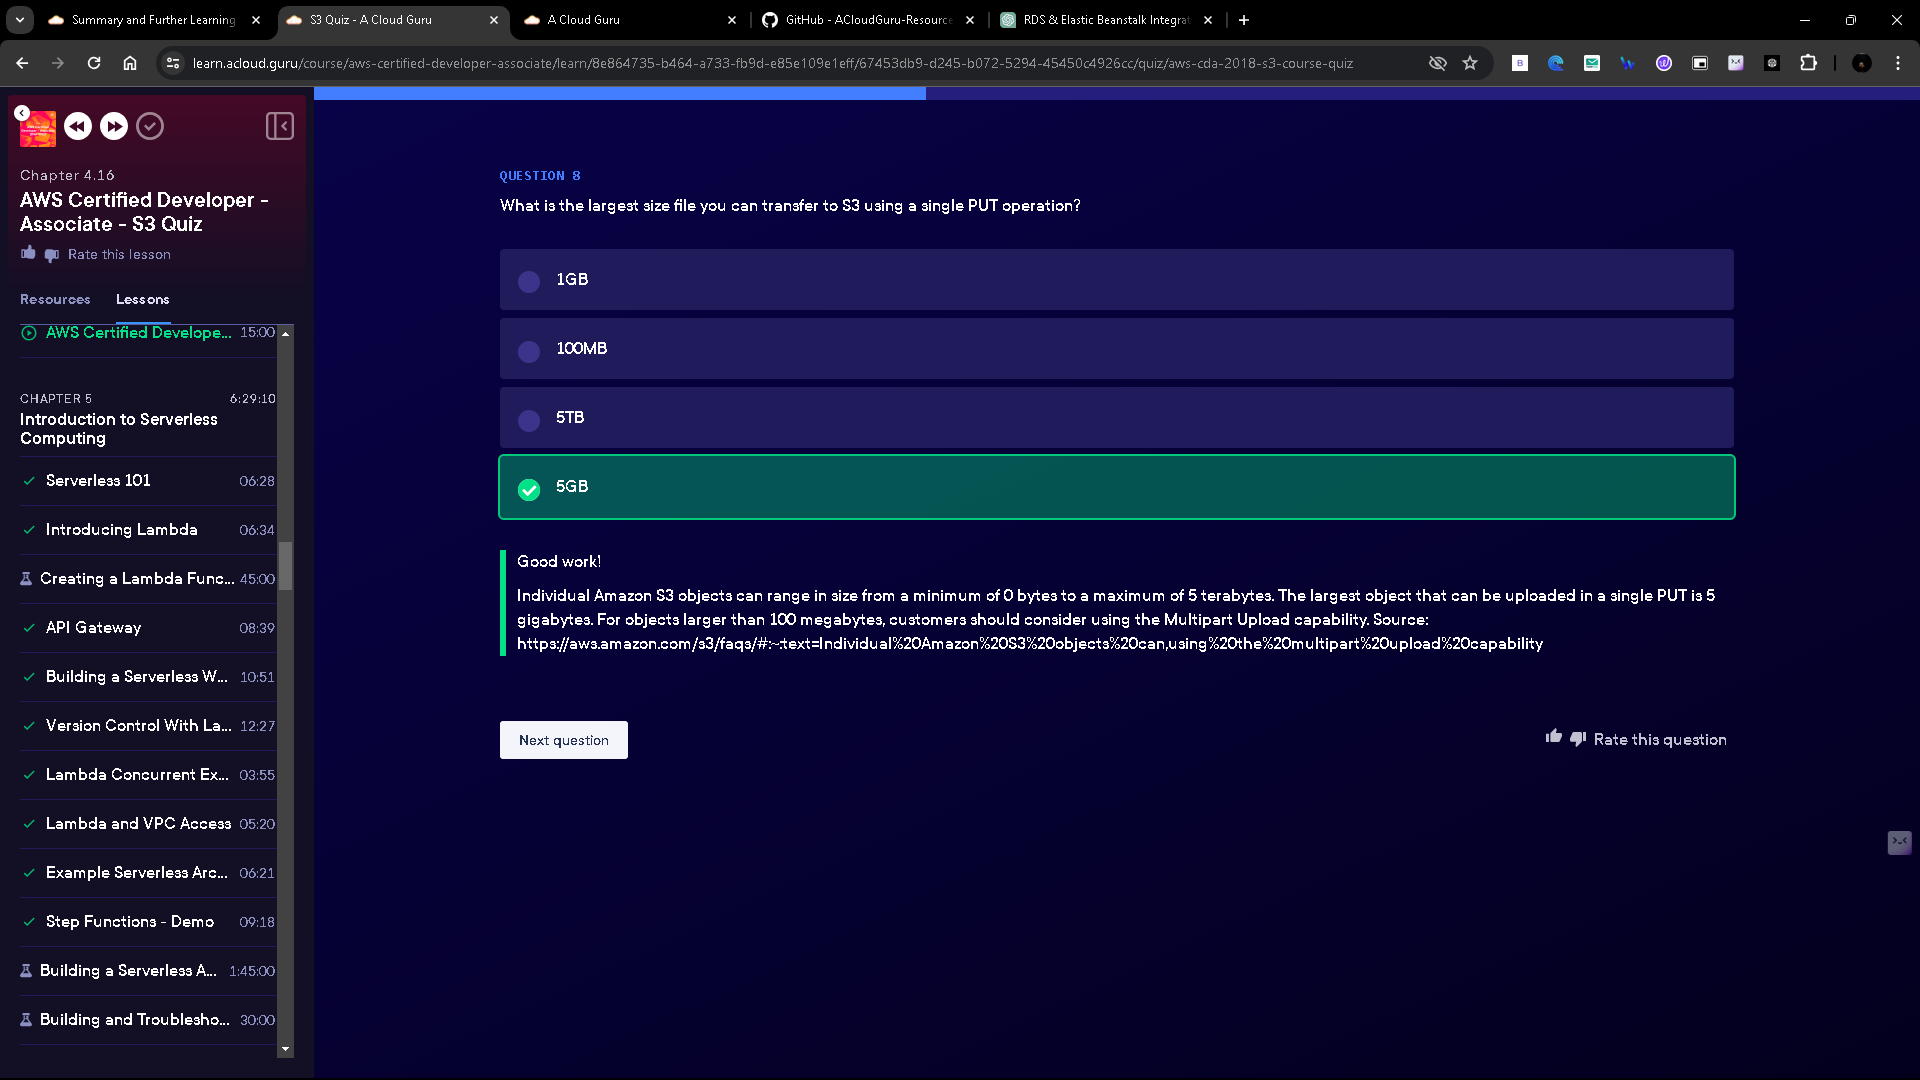 Summary and Further Learning
S3 Quiz - A Cloud Guru
A Cloud Guru
GitHub - ACloudGuru-Resource
RDS & Elastic Beanstalk Integrat
learn.acloud.guru/course/aws-certified-developer-associate/learn/8e864735-b464-a733-fb9d-e85e109e1eff/67453db9-d245-b072-5294-45450c4926cc/quiz/aws-cda-2018-s3-course-quiz
B
Chapter 4.16
AWS Certified Developer -
Associate - S3 Quiz
Rate this lesson
Resources Lessons
AWS Certified Develope... 15:00
CHAPTER 5 6:29:10
Introduction to Serverless
Computing
Serverless 101 06:28
Introducing Lambda 06:34
Creating a Lambda Func... 45:00
API Gateway 08:39
Building a Serverless W... 10:51
Version Control With La... 12:27
Lambda Concurrent Ex... 03:55
Lambda and VPC Access 05:20
Example Serverless Arc... 06:21
Step Functions - Demo 09:18
Building a Serverless A... 1:45:00
Building and Troublesho... 30:00
QUESTION 8
What is the largest size file you can transfer to S3 using a single PUT operation?
1GB
100MB
5TB
5GB
Good work!
Individual Amazon S3 objects can range in size from a minimum of 0 bytes to a maximum of 5 terabytes. The largest object that can be uploaded in a single PUT is 5
gigabytes. For objects larger than 100 megabytes, customers should consider using the Multipart Upload capability. Source:
https://aws.amazon.com/s3/faqs/#:~:text=Individual%20Amazon%20S3%20objects%20can,using%20the%20multipart%20upload%20capability
Next question
Rate this question